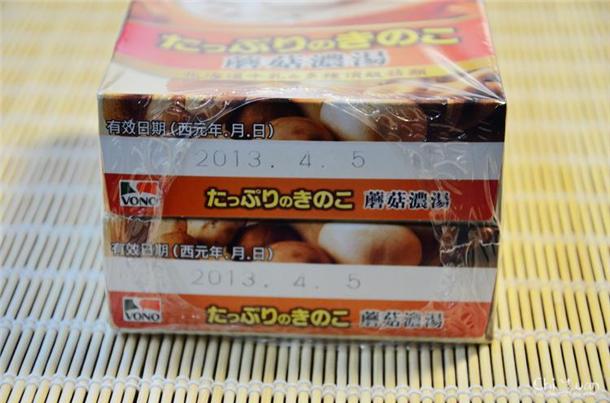 たっぷりのきのこ
蘑菇濃湯
有效日期(西元年.月.日)
2013. 4. 5
VONO
たっぷりのきのこ 蘑菇濃湯
有效日期(西元年.月.日)
2013. 4. 5
VONO
たっぷりのきのこ 蘑菇濃湯